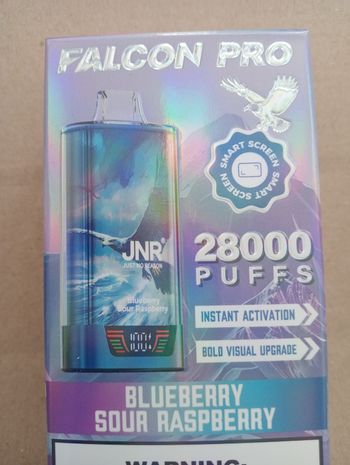 FALCON PRO
SMART SCREEN SMART SCREEN
JNR
JUST NO REASON
28000
PUFFS
Blueberry
Sour Raspberry
INSTANT ACTIVATION
100%
BOLD VISUAL UPGRADE
BLUEBERRY
SOUR RASPBERRY
WARNING: